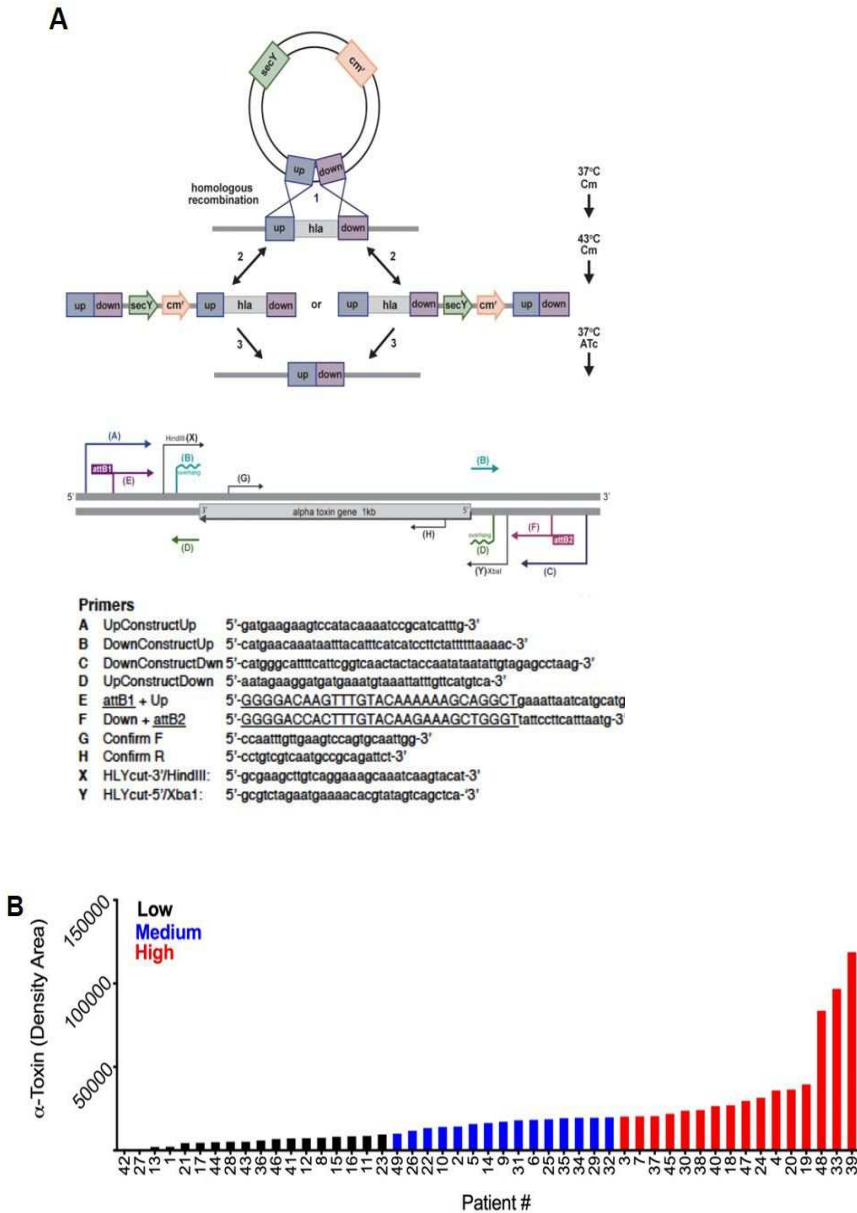 A
secY
cmʳ
up
down
homologous
recombination
1
37°C
Cm
up
hla
down
2
2
43°C
Cm
up
down
secY
cmʳ
up
hla
down
or
up
hla
down
secY
cmʳ
up
down
3
3
37°C
ATc
up
down
(A)
HindIII (X)
attB1
(E)
(B)
overhang
(G)
(B)
5'
3'
3'
alpha toxin gene 1kb
5'
(H)
(D)
overhang
(D)
(F)
attB2
(Y) XbaI
(C)
Primers
A UpConstructUp 5'-gatgaagaagtccatacaaaatccgcatcatttg-3'
B DownConstructUp 5'-catgaacaaataatttacatttcatcatccttctatttttttaaaac-3'
C DownConstructDwn 5'-catgggcattttcattcggtcaactactaccaatataatattgtagagcctaag-3'
D UpConstructDown 5'-aatagaaggatgatgaaatgtaaattatttgttcatgtca-3'
E attB1 + Up 5'-GGGGACAAGTTTGTACAAAAAAGCAGGCTgaaattaatcatgcatg
F Down + attB2 5'-GGGGACCACTTTGTACAAGAAAGCTGGGTtattccttcatttaatg-3'
G Confirm F 5'-ccaatttgttgaagtccagtgcaattgg-3'
H Confirm R 5'-cctgtcgtcaatgccgcagattct-3'
X HLYcut-3'/HindIII: 5'-gcgaagcttgtcaggaaagcaaatcaagtacat-3'
Y HLYcut-5'/Xba1: 5'-gcgtctagaatgaaaacacgtatagtcagctca-'3'
B
α-Toxin (Density Area)
150000
100000
50000
Low
Medium
High
42 27 13 1 21 17 44 28 43 36 46 41 12 8 15 16 11 23 49 26 22 10 2 5 14 9 31 6 25 35 34 29 32 3 7 37 45 30 38 40 18 47 24 4 20 19 48 33 39
Patient #